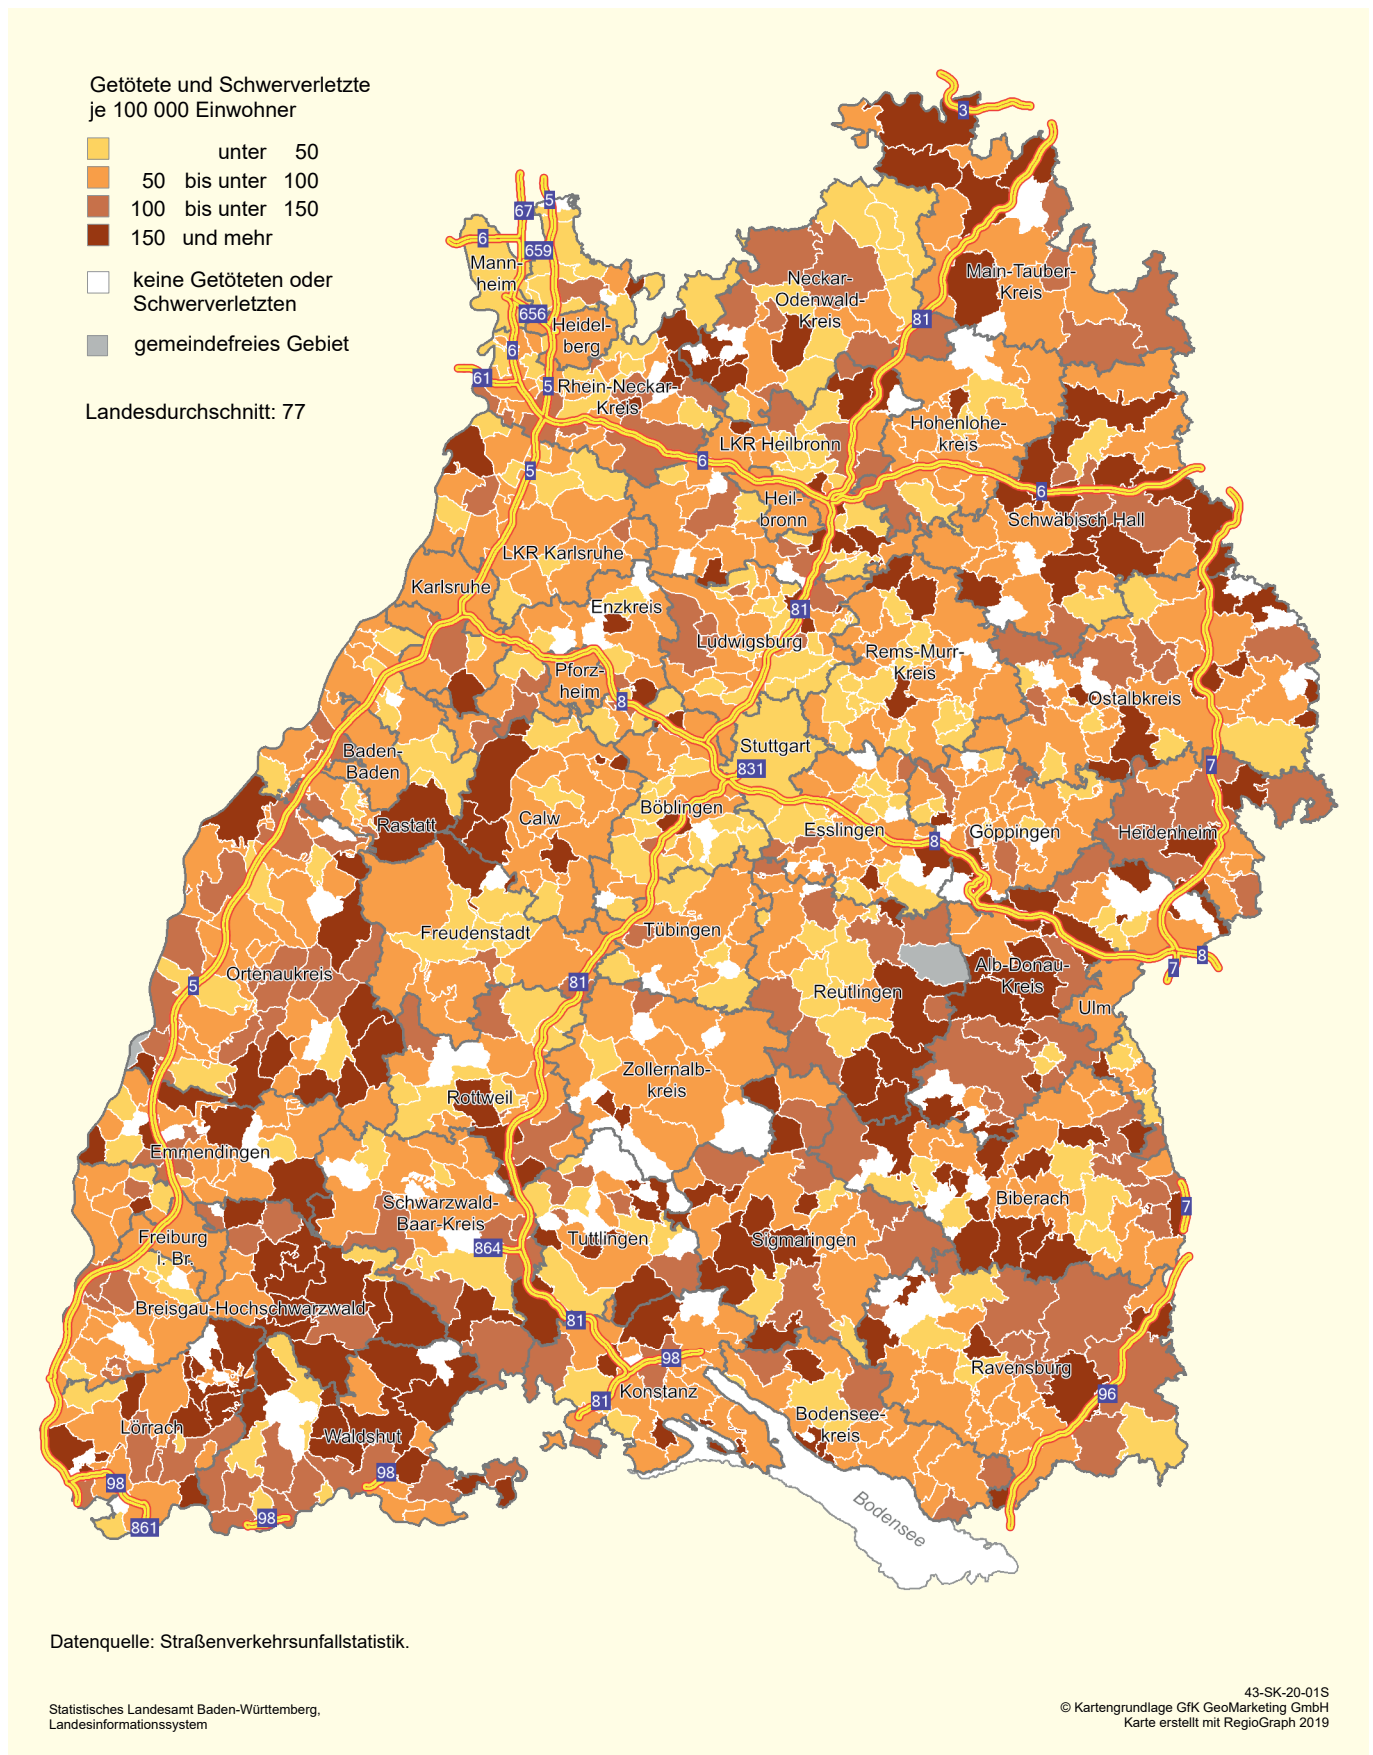 Getötete und Schwerverletzte
je 100 000 Einwohner
unter 50
50 bis unter 100
100 bis unter 150
150 und mehr
keine Getöteten oder
Schwerverletzten
gemeindefreies Gebiet
Landesdurchschnitt: 77
3
5
67
6
659
Mann-
heim
656
Heidel-
berg
6
61
5
Rhein-Neckar-
Kreis
Neckar-
Odenwald-
Kreis
Main-Tauber-
Kreis
81
Hohenlohe-
kreis
LKR Heilbronn
6
5
6
Heil-
bronn
Schwäbisch Hall
LKR Karlsruhe
Karlsruhe
Enzkreis
81
Ludwigsburg
Rems-Murr-
Kreis
Pforz-
heim
8
Ostalbkreis
Stuttgart
831
7
Baden-
Baden
Rastatt
Calw
Böblingen
Esslingen
8
Göppingen
Heidenheim
Freudenstadt
Tübingen
Ortenaukreis
5
81
Reutlingen
Alb-Donau-
Kreis
7
8
Ulm
Zollernalb-
kreis
Rottweil
Emmendingen
Biberach
7
Schwarzwald-
Baar-Kreis
864
Tuttlingen
Sigmaringen
Freiburg
i. Br.
Breisgau-Hochschwarzwald
81
98
Ravensburg
96
Konstanz
81
Bodensee-
kreis
Lörrach
Waldshut
98
98
861
98
Bodensee
Datenquelle: Straßenverkehrsunfallstatistik.
Statistisches Landesamt Baden-Württemberg,
Landesinformationssystem
43-SK-20-01S
© Kartengrundlage GfK GeoMarketing GmbH
Karte erstellt mit RegioGraph 2019